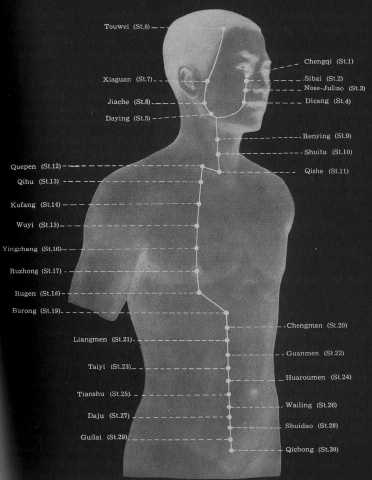 Touwei (St.8)
Chengqi (St.1)
Xiaguan (St.7)
Sibai (St.2)
Nose-Juliao (St.3)
Jiache (St.6)
Dicang (St.4)
Daying (St.5)
Renying (St.9)
Shuitu (St.10)
Quepen (St.12)
Qishe (St.11)
Qihu (St.13)
Kufang (St.14)
Wuyi (St.15)
Yingchang (St.16)
Ruzhong (St.17)
Rugen (St.18)
Burong (St.19)
Chengman (St.20)
Liangmen (St.21)
Guanmen (St.22)
Taiyi (St.23)
Huaroumen (St.24)
Tianshu (St.25)
Wailing (St.26)
Daju (St.27)
Shuidao (St.28)
Guilai (St.29)
Qichong (St.30)